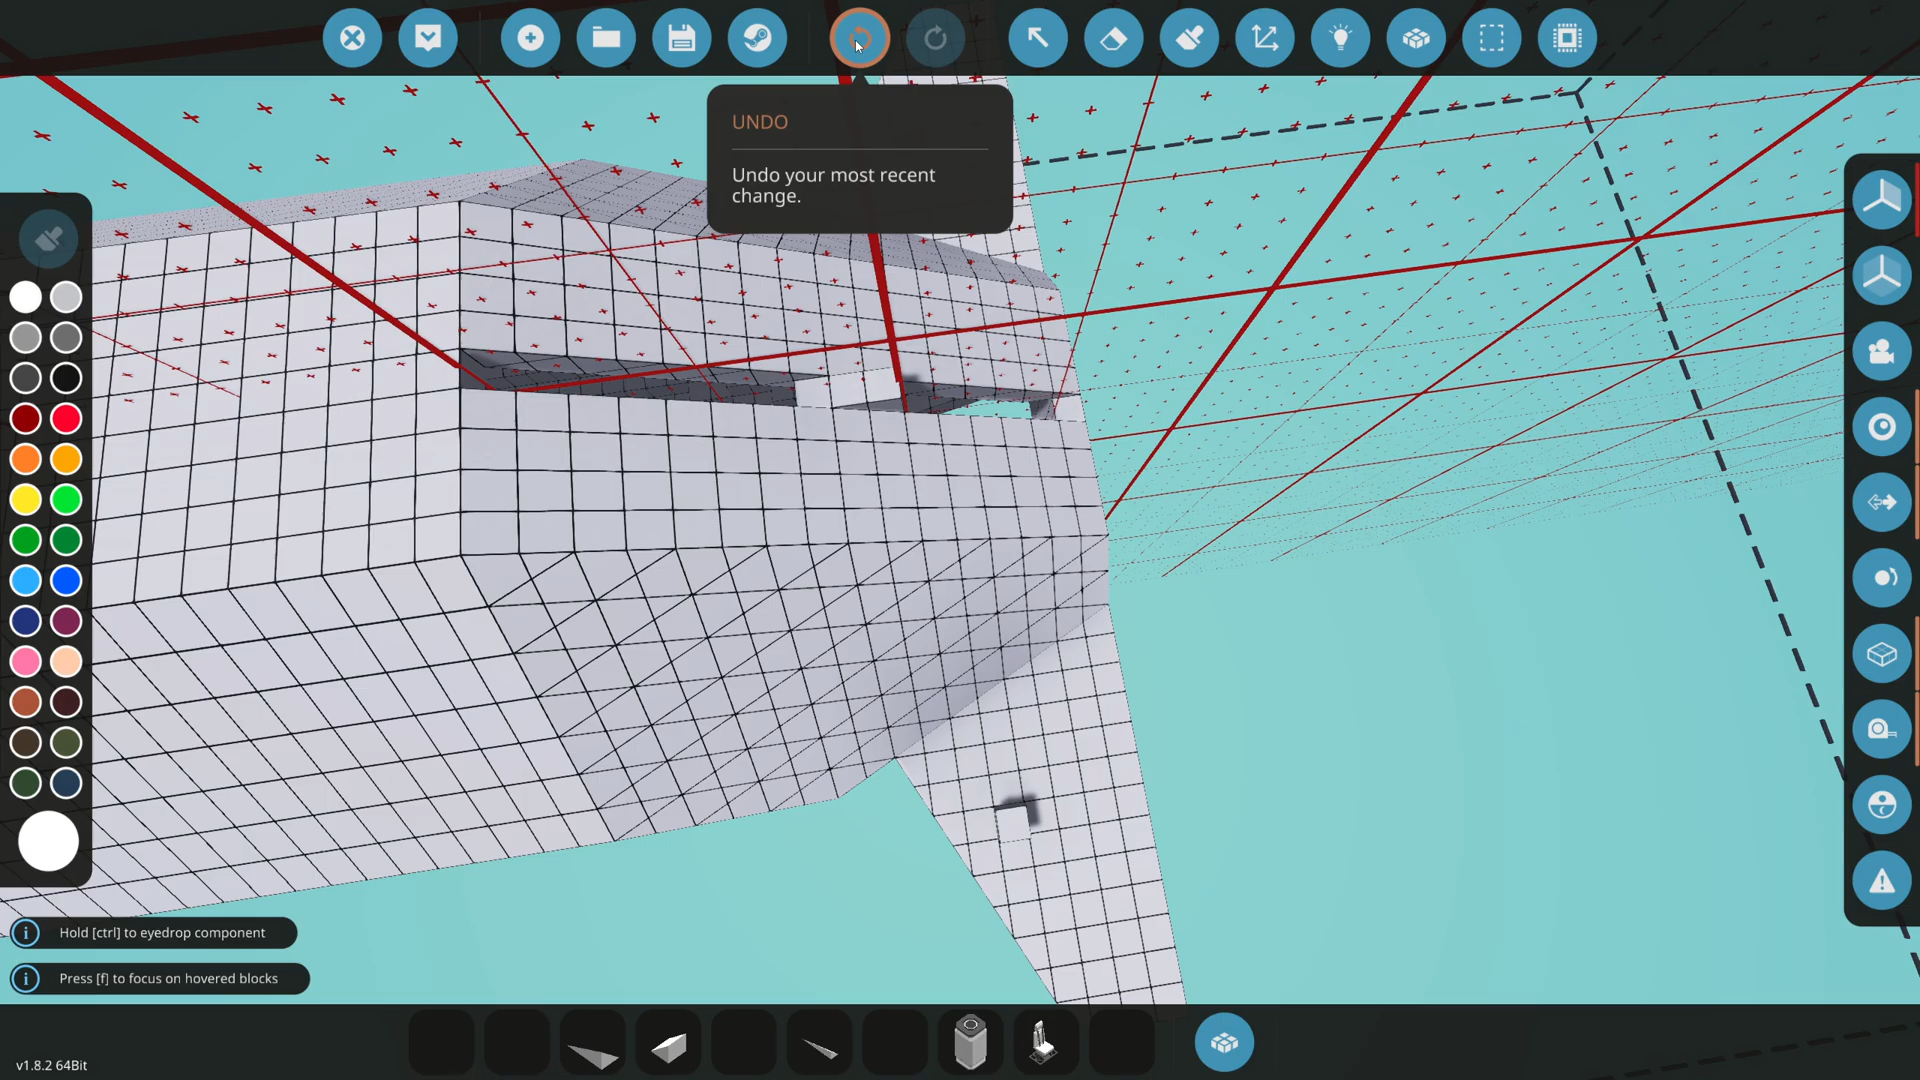 UNDO
Undo your most recent
change.
Hold [ctrl] to eyedrop component
Press [f] to focus on hovered blocks
v1.8.2 64Bit